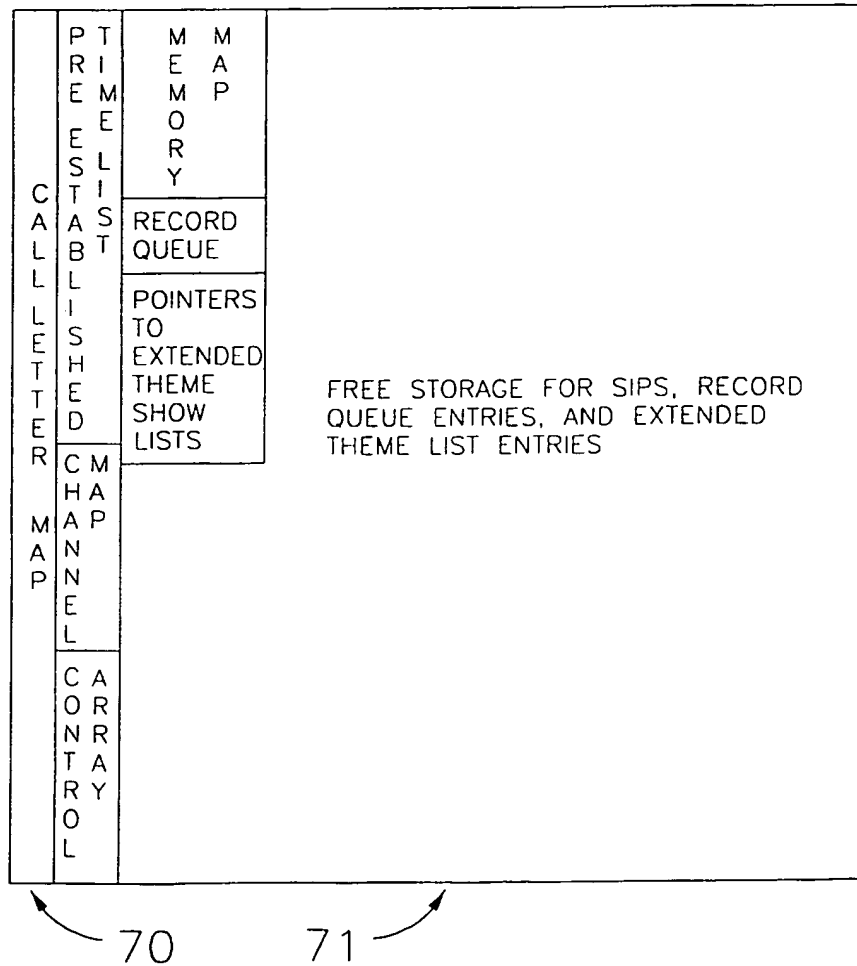 CALL LETTER MAP
PRE ESTABLISHED
TIME LIST
CHANNEL
MAP
CONTROL
ARRAY
MEMORY
MAP
RECORD
QUEUE
POINTERS
TO
EXTENDED
THEME
SHOW
LISTS
FREE STORAGE FOR SIPS, RECORD
QUEUE ENTRIES, AND EXTENDED
THEME LIST ENTRIES
70
71